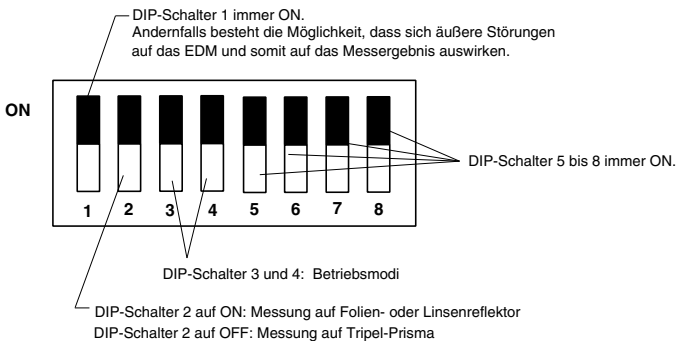 DIP-Schalter 1 immer ON.
Andernfalls besteht die Möglichkeit, dass sich äußere Störungen
auf das EDM und somit auf das Messergebnis auswirken.
ON
DIP-Schalter 5 bis 8 immer ON.
1 2 3 4 5 6 7 8
DIP-Schalter 3 und 4: Betriebsmodi
DIP-Schalter 2 auf ON: Messung auf Folien- oder Linsenreflektor
DIP-Schalter 2 auf OFF: Messung auf Tripel-Prisma